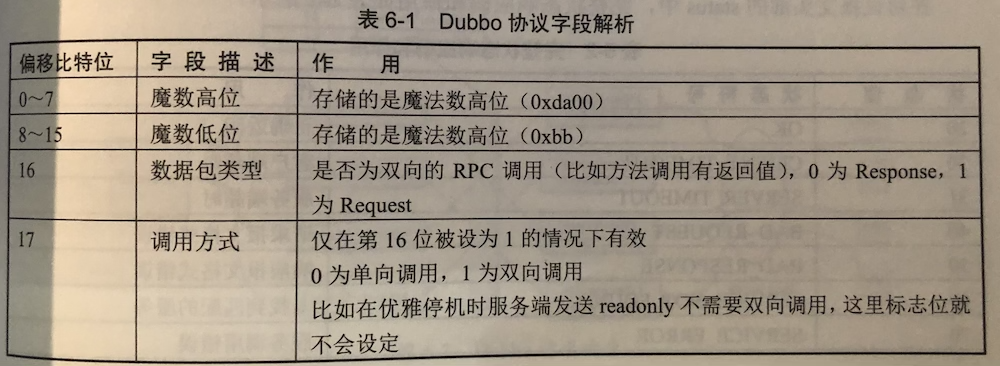 表 6-1 Dubbo 协议字段解析
偏移比特位 字段描述 作用
0～7 魔数高位 存储的是魔法数高位（0xda00）
8～15 魔数低位 存储的是魔法数高位（0xbb）
16 数据包类型 是否为双向的 RPC 调用（比如方法调用有返回值），0 为 Response，1
为 Request
17 调用方式 仅在第 16 位被设为 1 的情况下有效
0 为单向调用，1 为双向调用
比如在优雅停机时服务端发送 readonly 不需要双向调用，这里标志位就
不会设定